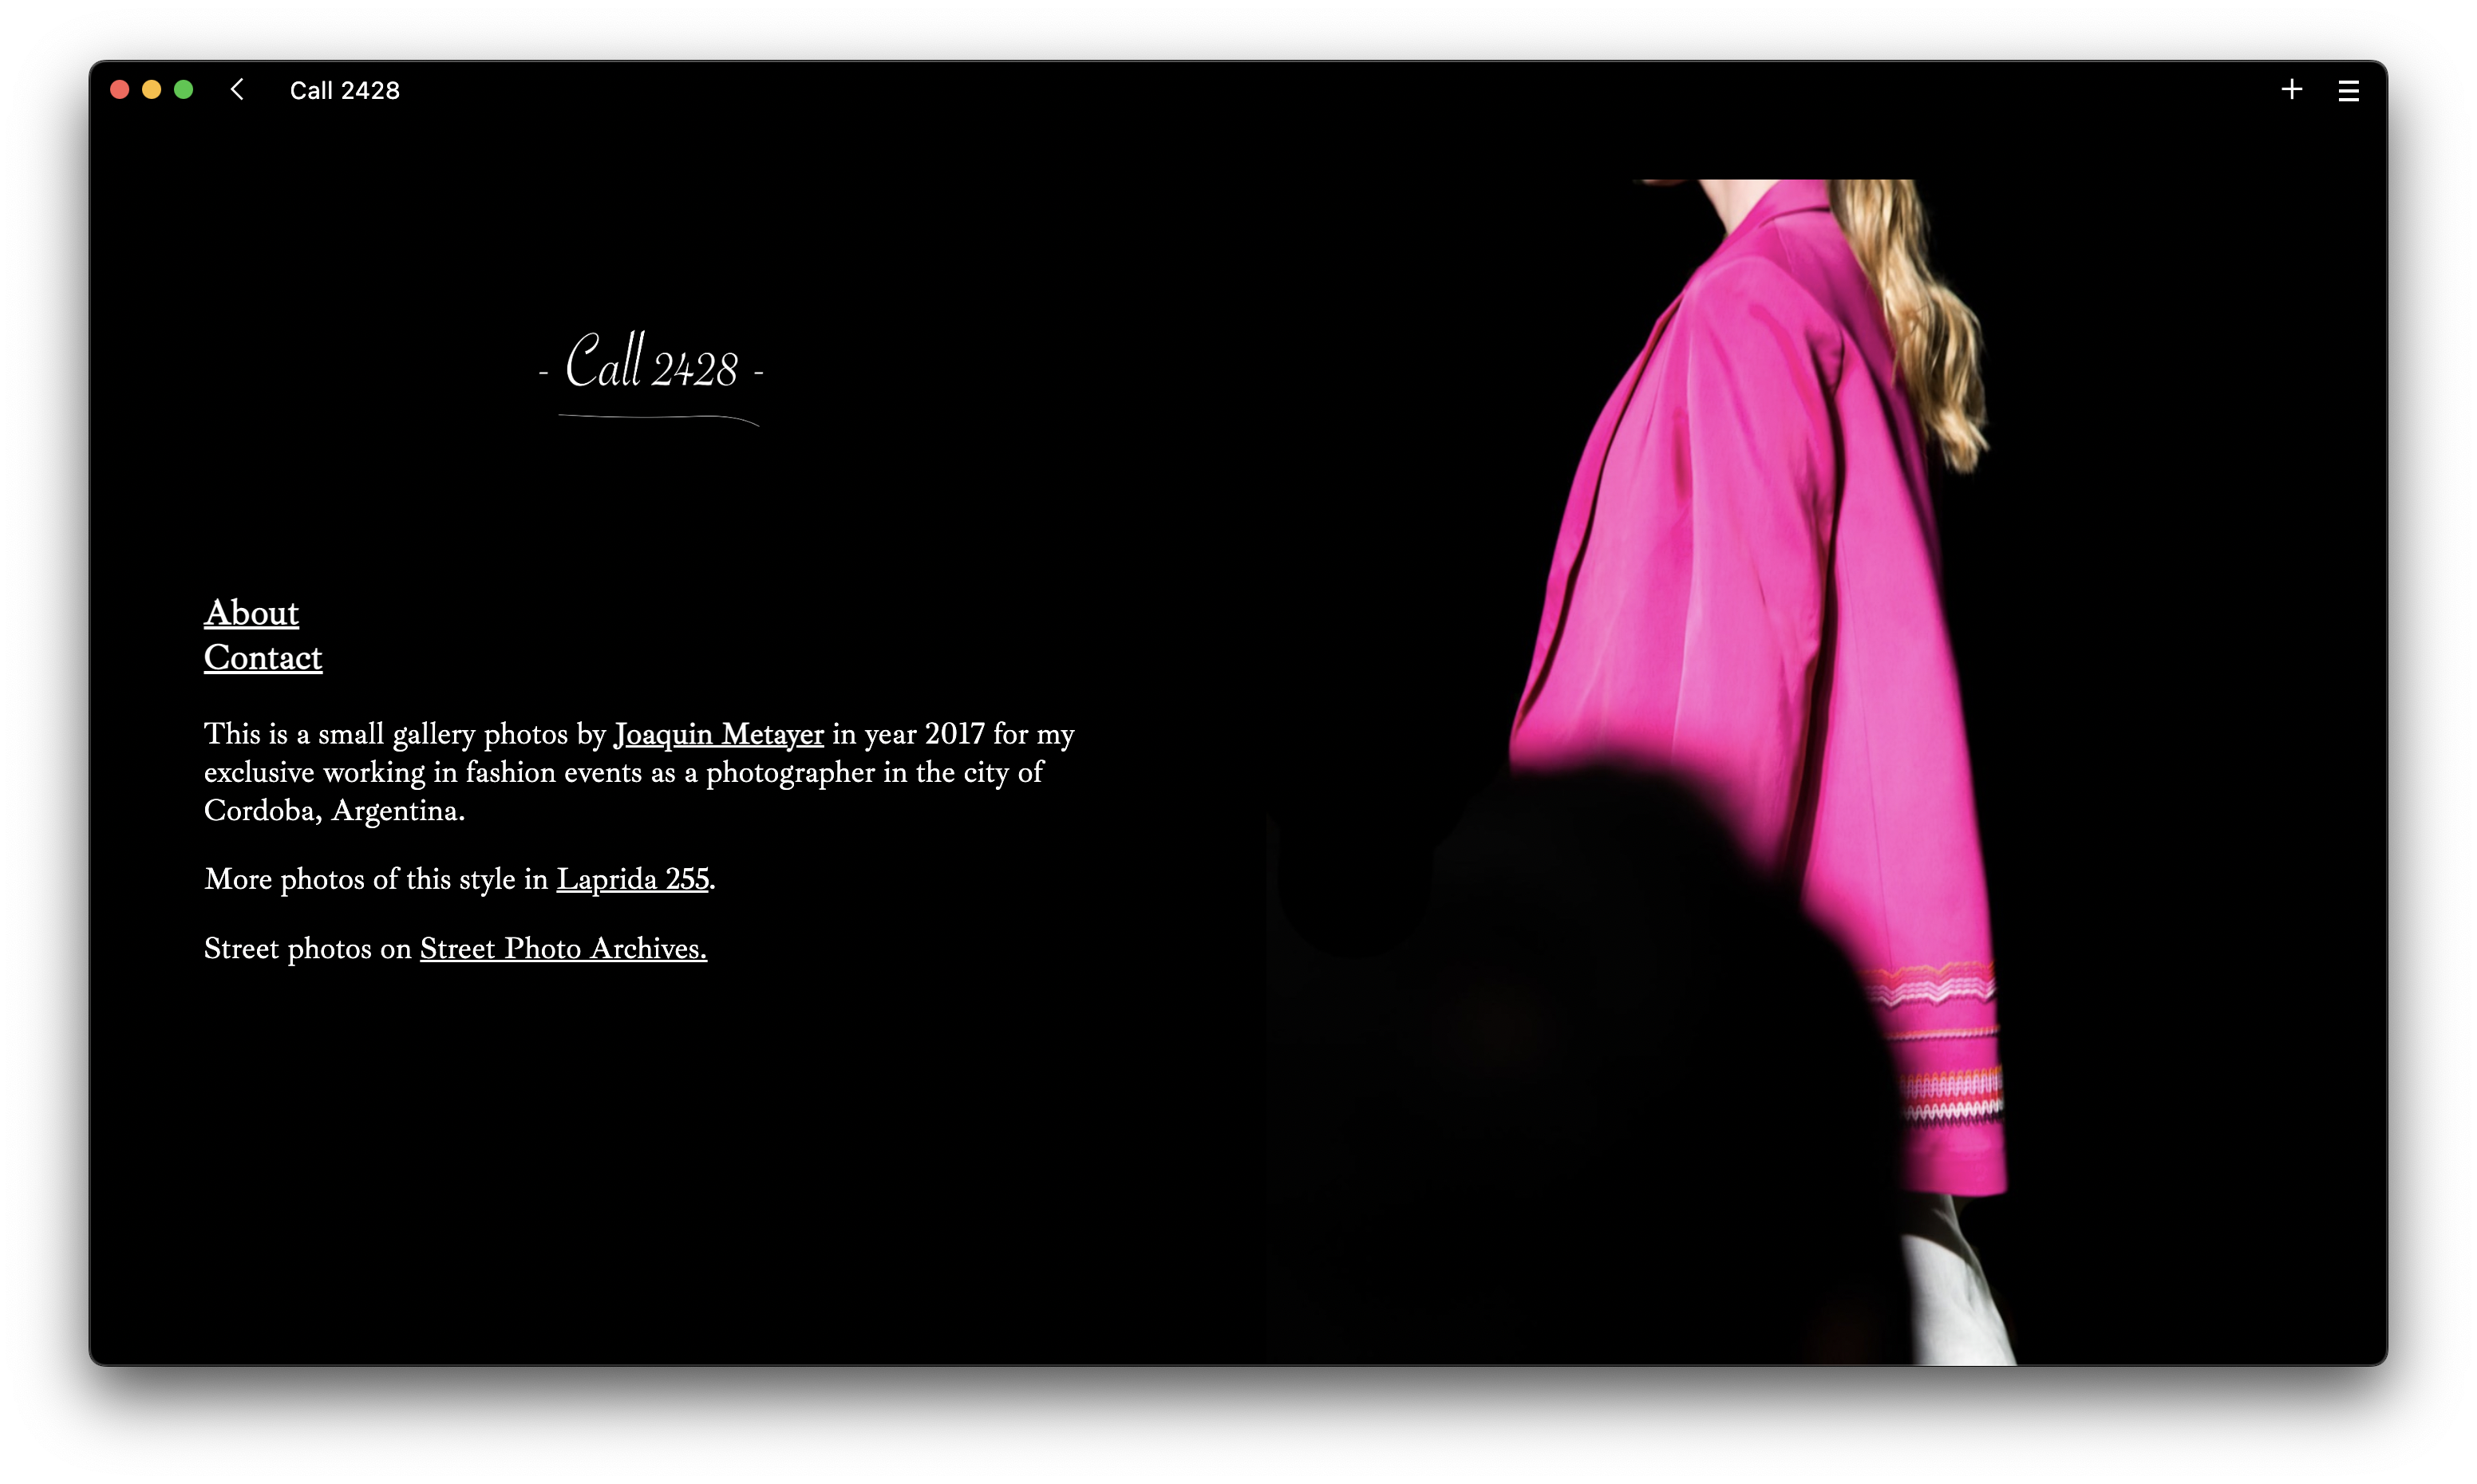 Call 2428
- Call 2428 -
About
Contact
This is a small gallery photos by Joaquin Metayer in year 2017 for my
exclusive working in fashion events as a photographer in the city of
Cordoba, Argentina.
More photos of this style in Laprida 255.
Street photos on Street Photo Archives.